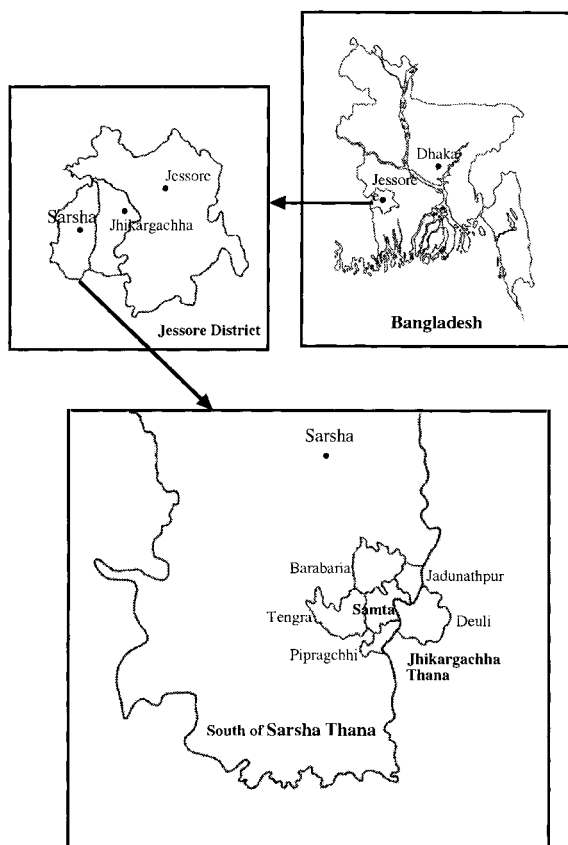 Dhaka
Jessore
Bangladesh
Jessore
Sarsha
Jhikargachha
Jessore District
Sarsha
Barabaria
Jadunathpur
Samta
Tengra
Deuli
Pipragchhi
Jhikargachha
Thana
South of Sarsha Thana